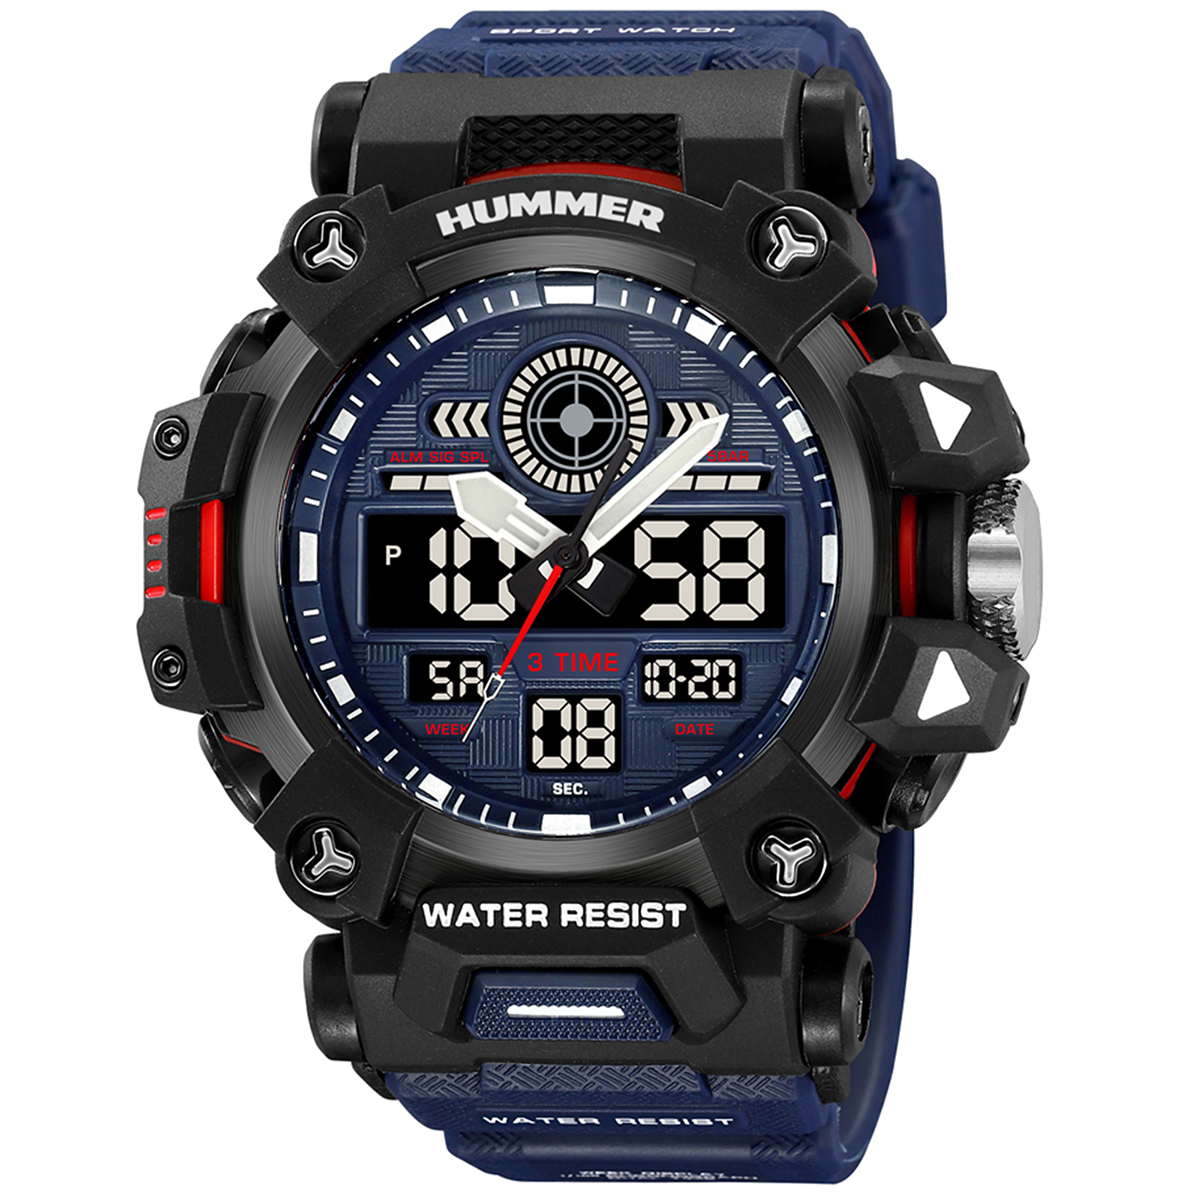 SPORT WATCH
HUMMER
ALM SIG SPL
5BAR
P 10 58
3 TIME
SA 10-20
WEEK DATE
08
SEC.
WATER RESIST
WATER RESIST